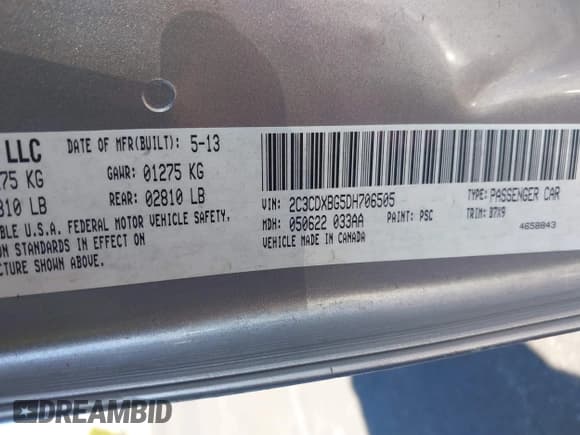 LLC
DATE OF MFR(BUILT): 5-13
75 KG
GAWR: 01275 KG
810 LB
REAR: 02810 LB
BLE U.S.A. FEDERAL MOTOR VEHICLE SAFETY,
ON STANDARDS IN EFFECT ON
CTURE SHOWN ABOVE.
VIN: 2C3CDXBG5DH706505
TYPE: PASSENGER CAR
MDH: 050622 033AA
PAINT: PSC
TRIM: B7X9
VEHICLE MADE IN CANADA
4658843
DREAMBID